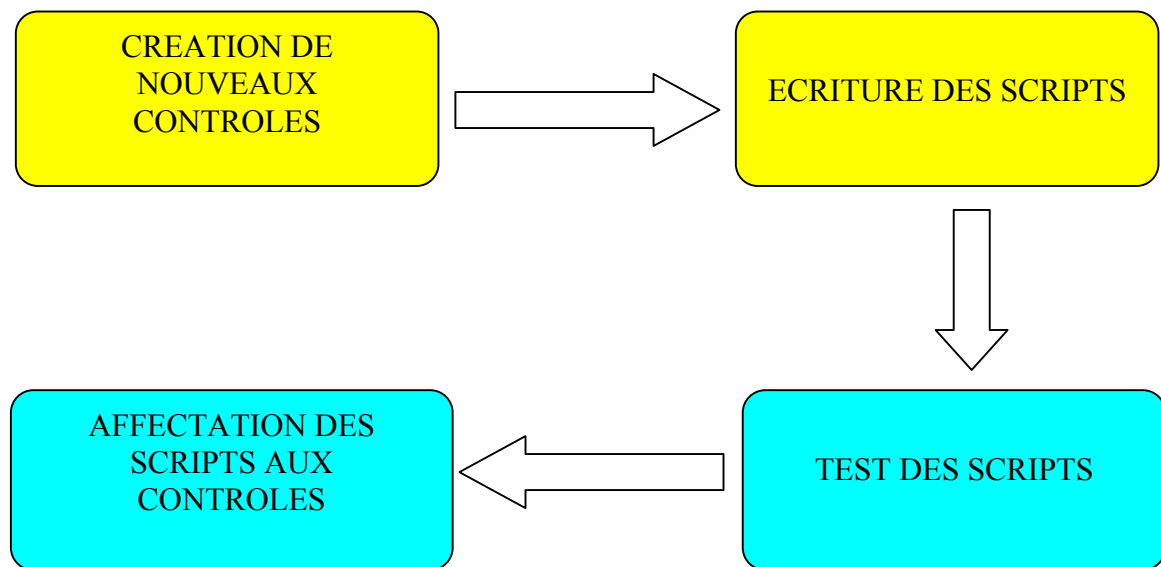 CREATION DE
NOUVEAUX
CONTROLES
ECRITURE DES SCRIPTS
TEST DES SCRIPTS
AFFECTATION DES
SCRIPTS AUX
CONTROLES